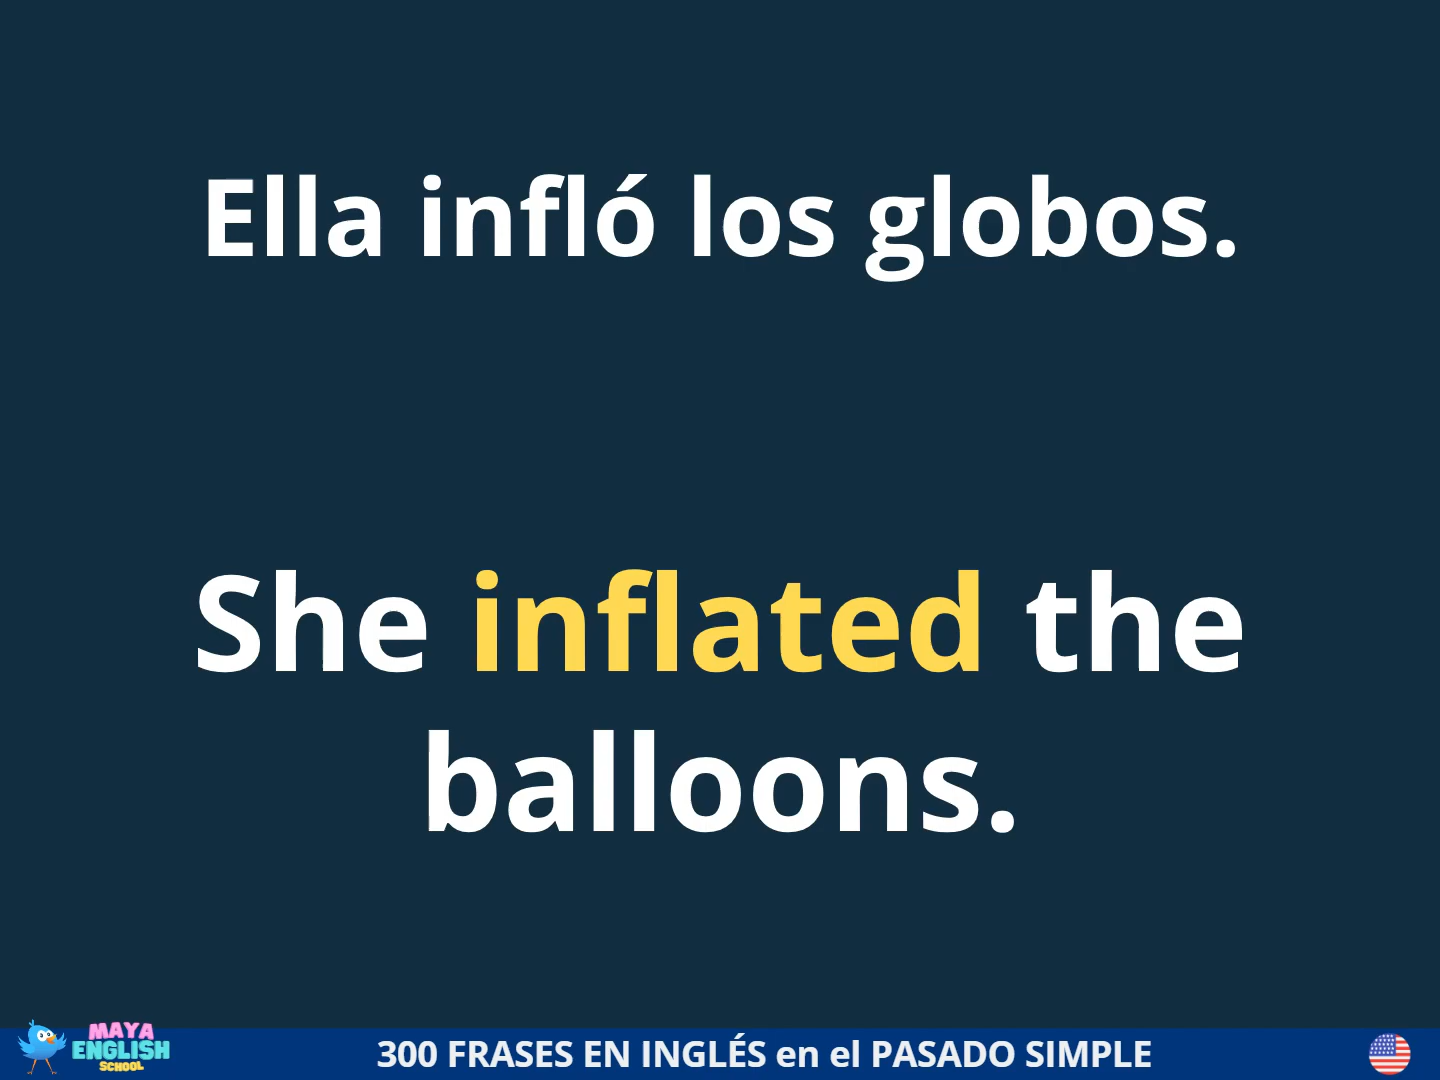 Ella infló los globos.
She inflated the
balloons.
MAYA
ENGLISH
SCHOOL
300 FRASES EN INGLÉS en el PASADO SIMPLE